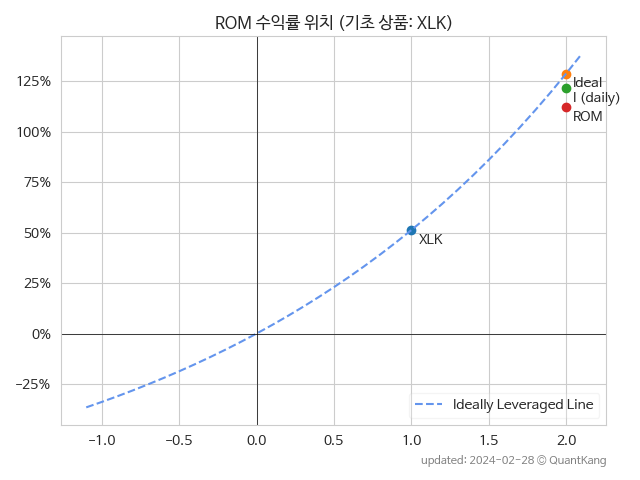 ROM 수익률 위치 (기초 상품: XLK)
125%
100%
75%
50%
25%
0%
−25%
Ideal
I (daily)
ROM
XLK
Ideally Leveraged Line
−1.0
−0.5
0.0
0.5
1.0
1.5
2.0
updated: 2024-02-28 © QuantKang